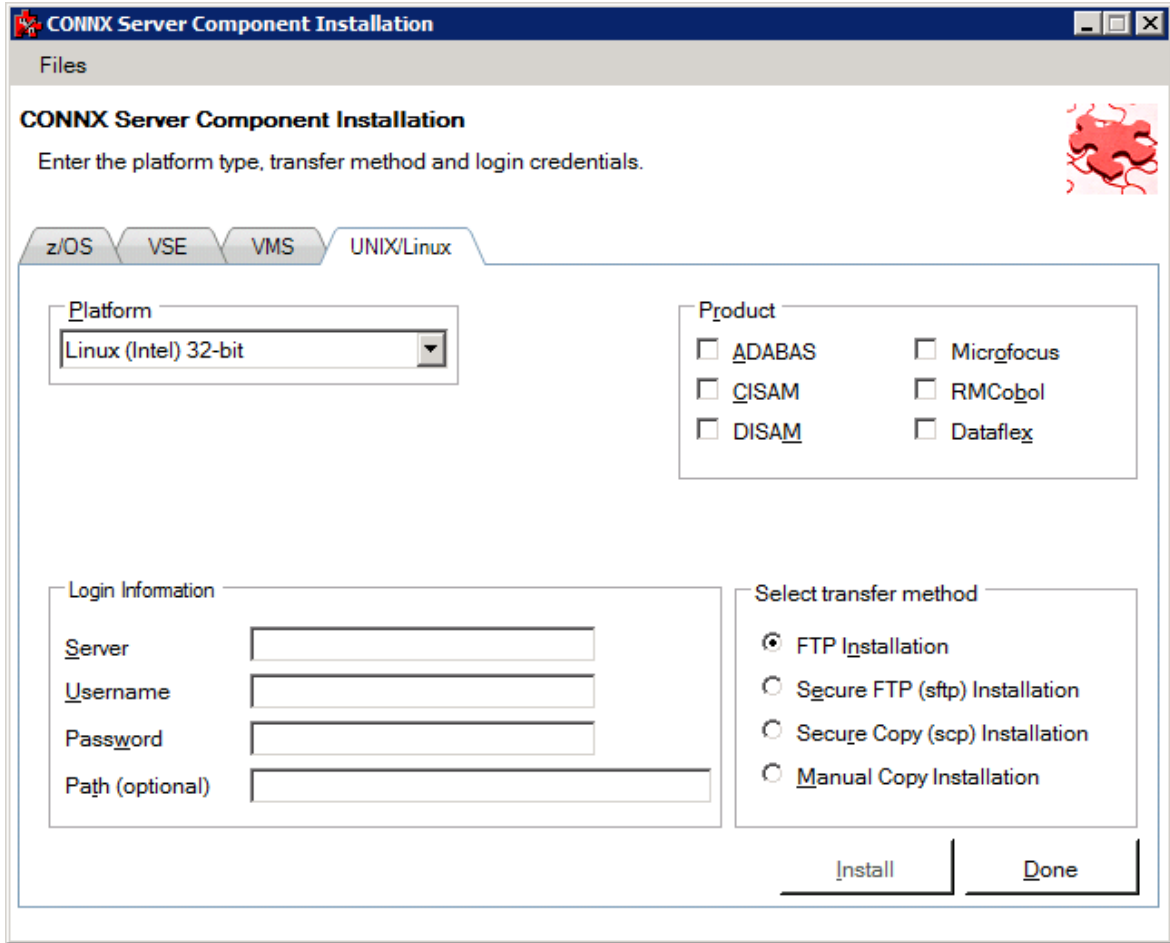 CONNX Server Component Installation
Files
CONNX Server Component Installation
Enter the platform type, transfer method and login credentials.
z/OS VSE VMS UNIX/Linux
Platform
Linux (Intel) 32-bit
Product
ADABAS Microfocus
CISAM RMCobol
DISAM Dataflex
Login Information
Server
Username
Password
Path (optional)
Select transfer method
FTP Installation
Secure FTP (sftp) Installation
Secure Copy (scp) Installation
Manual Copy Installation
Install Done